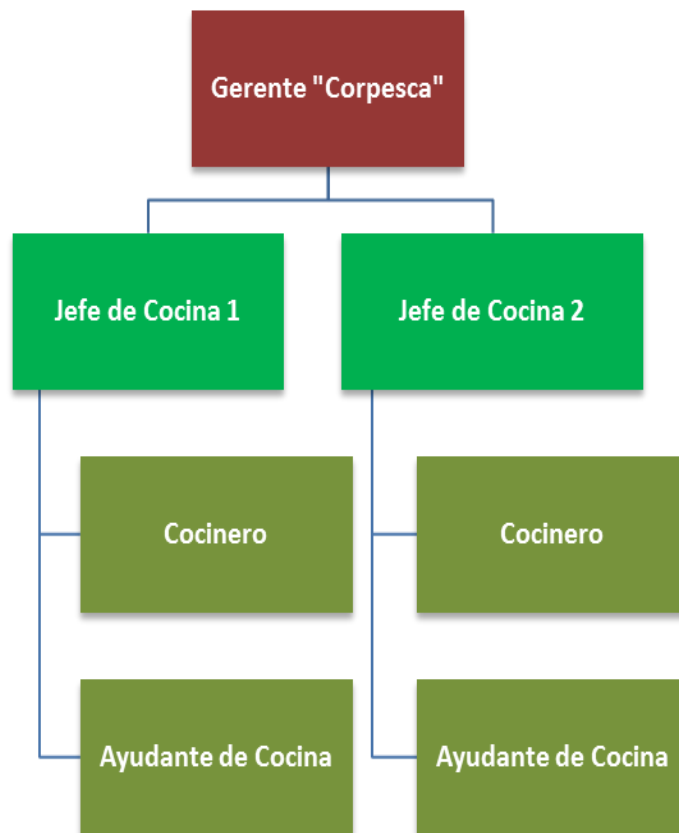 Gerente "Corpesca"
Jefe de Cocina 1
Jefe de Cocina 2
Cocinero
Cocinero
Ayudante de Cocina
Ayudante de Cocina